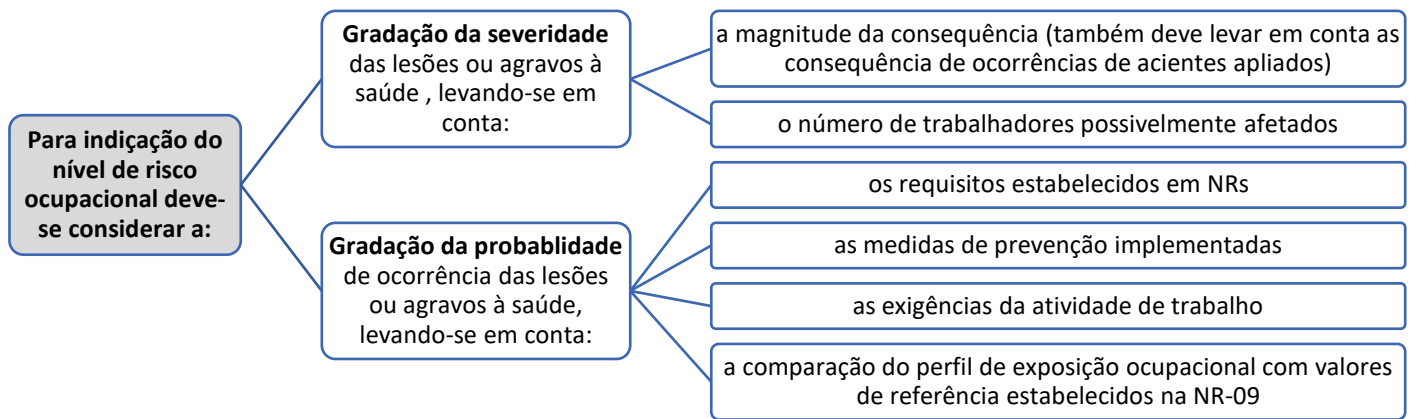 Para indicação do
nível de risco
ocupacional deve-
se considerar a:
Gradação da severidade
das lesões ou agravos à
saúde , levando-se em
conta:
a magnitude da consequência (também deve levar em conta as
consequência de ocorrências de acientes apliados)
o número de trabalhadores possivelmente afetados
Gradação da probablidade
de ocorrência das lesões
ou agravos à saúde,
levando-se em conta:
os requisitos estabelecidos em NRs
as medidas de prevenção implementadas
as exigências da atividade de trabalho
a comparação do perfil de exposição ocupacional com valores
de referência estabelecidos na NR-09